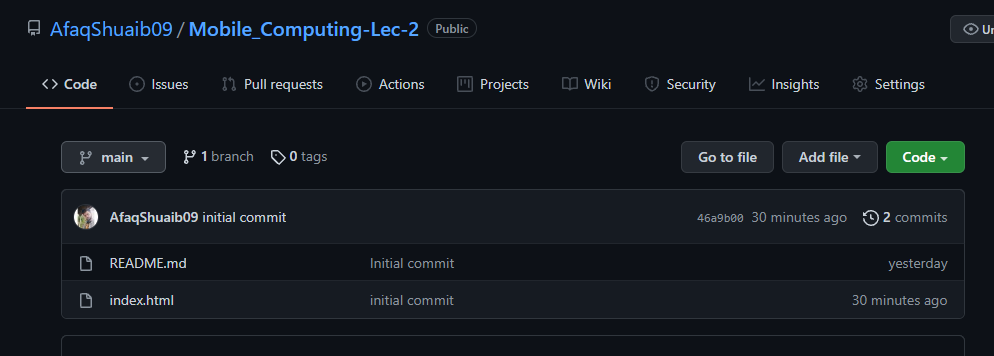 AfaqShuaib09 / Mobile_Computing-Lec-2 Public
Code Issues Pull requests Actions Projects Wiki Security Insights Settings
main 1 branch 0 tags Go to file Add file Code
AfaqShuaib09 initial commit 46a9b00 30 minutes ago 2 commits
README.md Initial commit yesterday
index.html initial commit 30 minutes ago